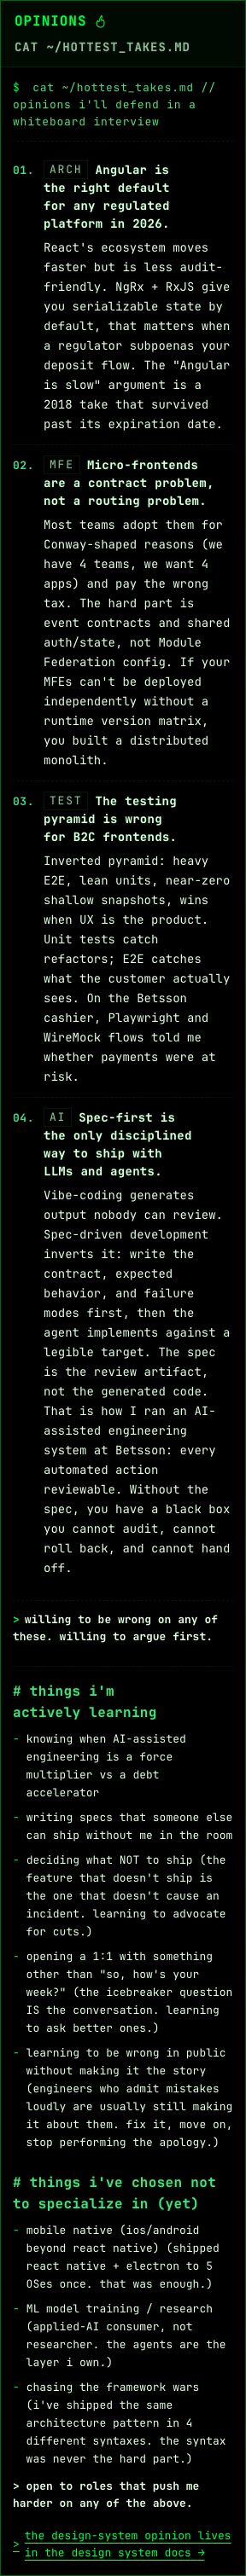 OPINIONS
CAT ~/HOTTEST_TAKES.MD
$ cat ~/hottest_takes.md //
opinions i'll defend in a
whiteboard interview
01. ARCH Angular is
the right default
for any regulated
platform in 2026.
React's ecosystem moves
faster but is less audit-
friendly. NgRx + RxJS give
you serializable state by
default, that matters when
a regulator subpoenas your
deposit flow. The "Angular
is slow" argument is a
2018 take that survived
past its expiration date.
02. MFE Micro-frontends
are a contract problem,
not a routing problem.
Most teams adopt them for
Conway-shaped reasons (we
have 4 teams, we want 4
apps) and pay the wrong
tax. The hard part is
event contracts and shared
auth/state, not Module
Federation config. If your
MFEs can't be deployed
independently without a
runtime version matrix,
you built a distributed
monolith.
03. TEST The testing
pyramid is wrong
for B2C frontends.
Inverted pyramid: heavy
E2E, lean units, near-zero
shallow snapshots, wins
when UX is the product.
Unit tests catch
refactors; E2E catches
what the customer actually
sees. On the Betsson
cashier, Playwright and
WireMock flows told me
whether payments were at
risk.
04. AI Spec-first is
the only disciplined
way to ship with
LLMs and agents.
Vibe-coding generates
output nobody can review.
Spec-driven development
inverts it: write the
contract, expected
behavior, and failure
modes first, then the
agent implements against a
legible target. The spec
is the review artifact,
not the generated code.
That is how I ran an AI-
assisted engineering
system at Betsson: every
automated action
reviewable. Without the
spec, you have a black box
you cannot audit, cannot
roll back, and cannot hand
off.
> willing to be wrong on any of
these. willing to argue first.
# things i'm
actively learning
- knowing when AI-assisted
engineering is a force
multiplier vs a debt
accelerator
- writing specs that someone else
can ship without me in the room
- deciding what NOT to ship (the
feature that doesn't ship is
the one that doesn't cause an
incident. learning to advocate
for cuts.)
- opening a 1:1 with something
other than "so, how's your
week?" (the icebreaker question
IS the conversation. learning
to ask better ones.)
- learning to be wrong in public
without making it the story
(engineers who admit mistakes
loudly are usually still making
it about them. fix it, move on,
stop performing the apology.)
# things i've chosen not
to specialize in (yet)
- mobile native (ios/android
beyond react native) (shipped
react native + electron to 5
OSes once. that was enough.)
- ML model training / research
(applied-AI consumer, not
researcher. the agents are the
layer i own.)
- chasing the framework wars
(i've shipped the same
architecture pattern in 4
different syntaxes. the syntax
was never the hard part.)
> open to roles that push me
harder on any of the above.
> the design-system opinion lives
in the design system docs →